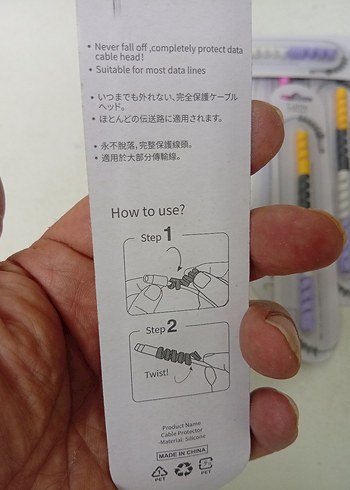 • Never fall off ,completely protect data
cable head!
• Suitable for most data lines
• いつまでも外れない、完全保護ケーブル
ヘッド。
• ほとんどの伝送路に適用されます。
• 永不脫落，完整保護線頭。
• 適用於大部分傳輸線。
How to use?
Step 1
Step 2
Twist!
Product Name
Cable Protector
-Material: Silicone
MADE IN CHINA
PET
PET